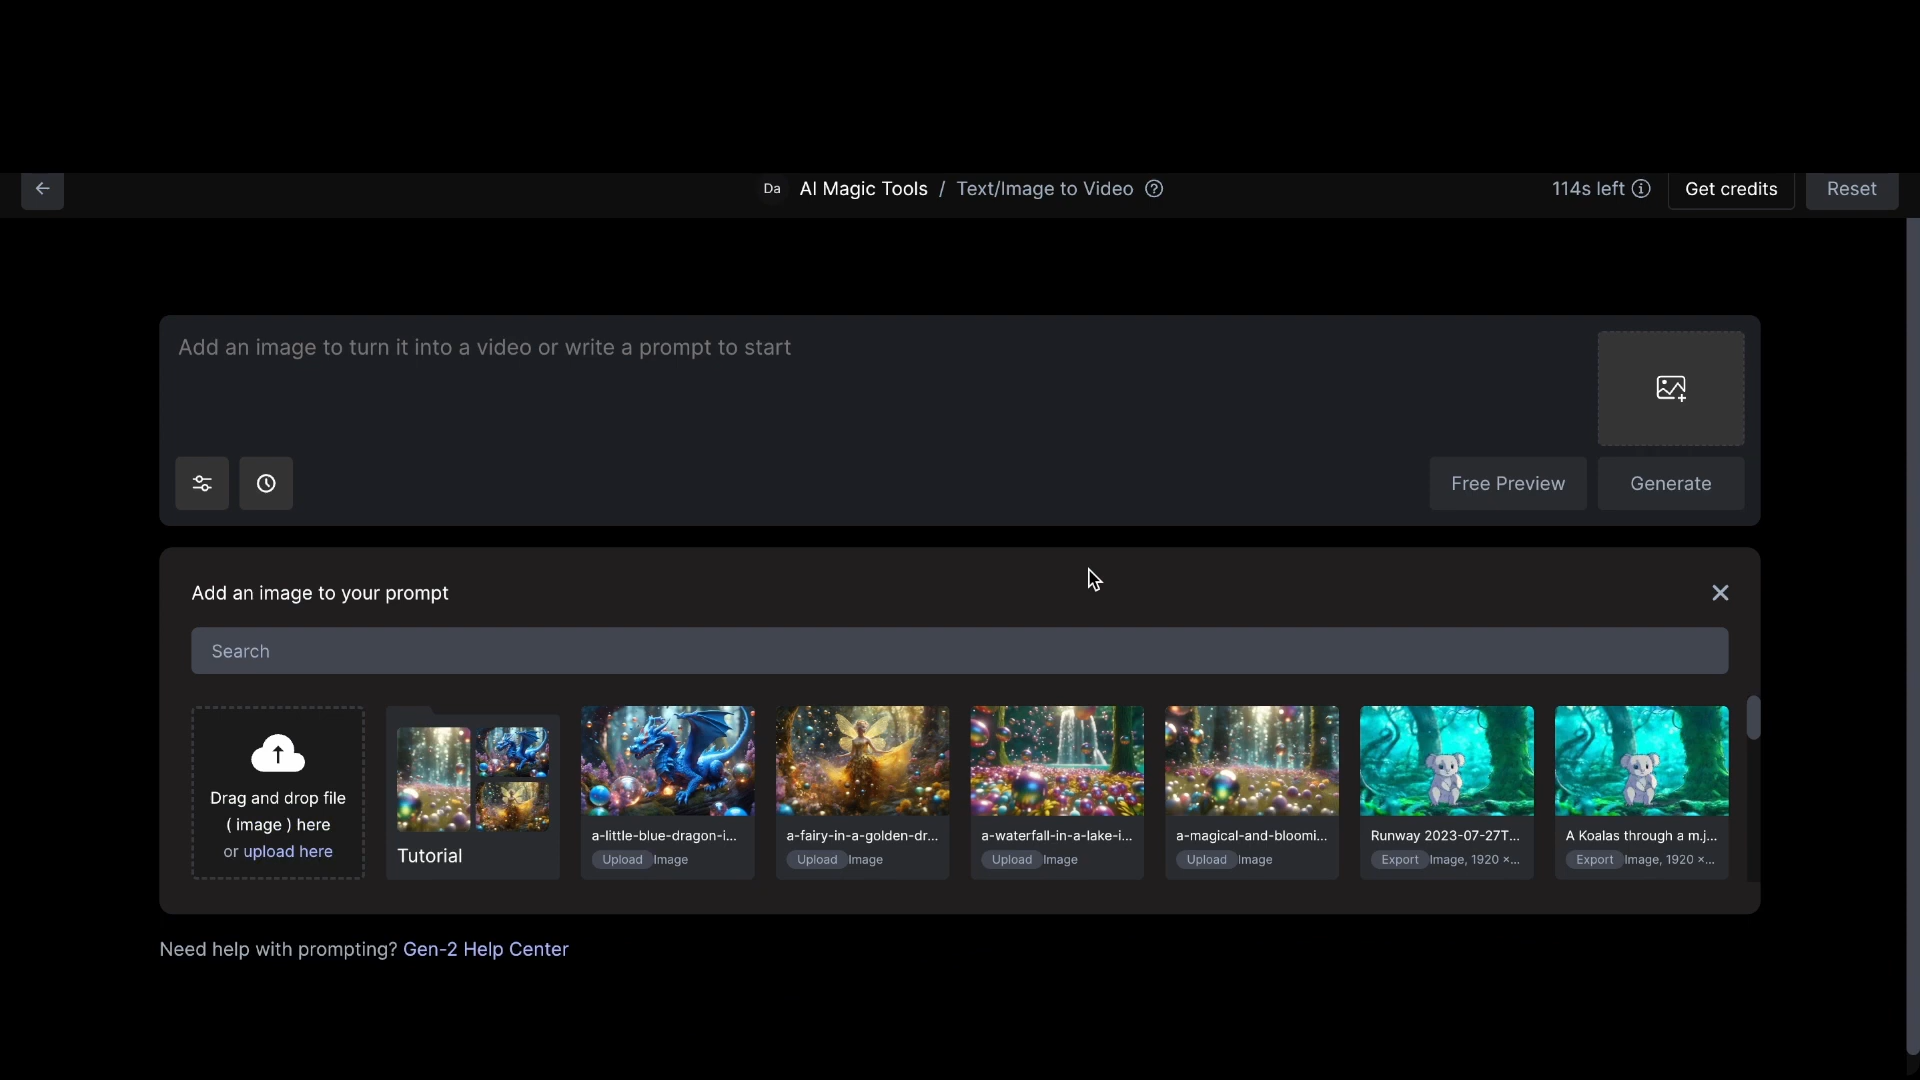 Da AI Magic Tools / Text/Image to Video
114s left Get credits Reset
Add an image to turn it into a video or write a prompt to start
Free Preview Generate
Add an image to your prompt
Search
Drag and drop file
( image ) here
or upload here
Tutorial
a-little-blue-dragon-i...
Upload Image
a-fairy-in-a-golden-dr...
Upload Image
a-waterfall-in-a-lake-i...
Upload Image
a-magical-and-bloomi...
Upload Image
Runway 2023-07-27T...
Export Image, 1920 ×...
A Koalas through a m.j...
Export Image, 1920 ×...
Need help with prompting? Gen-2 Help Center